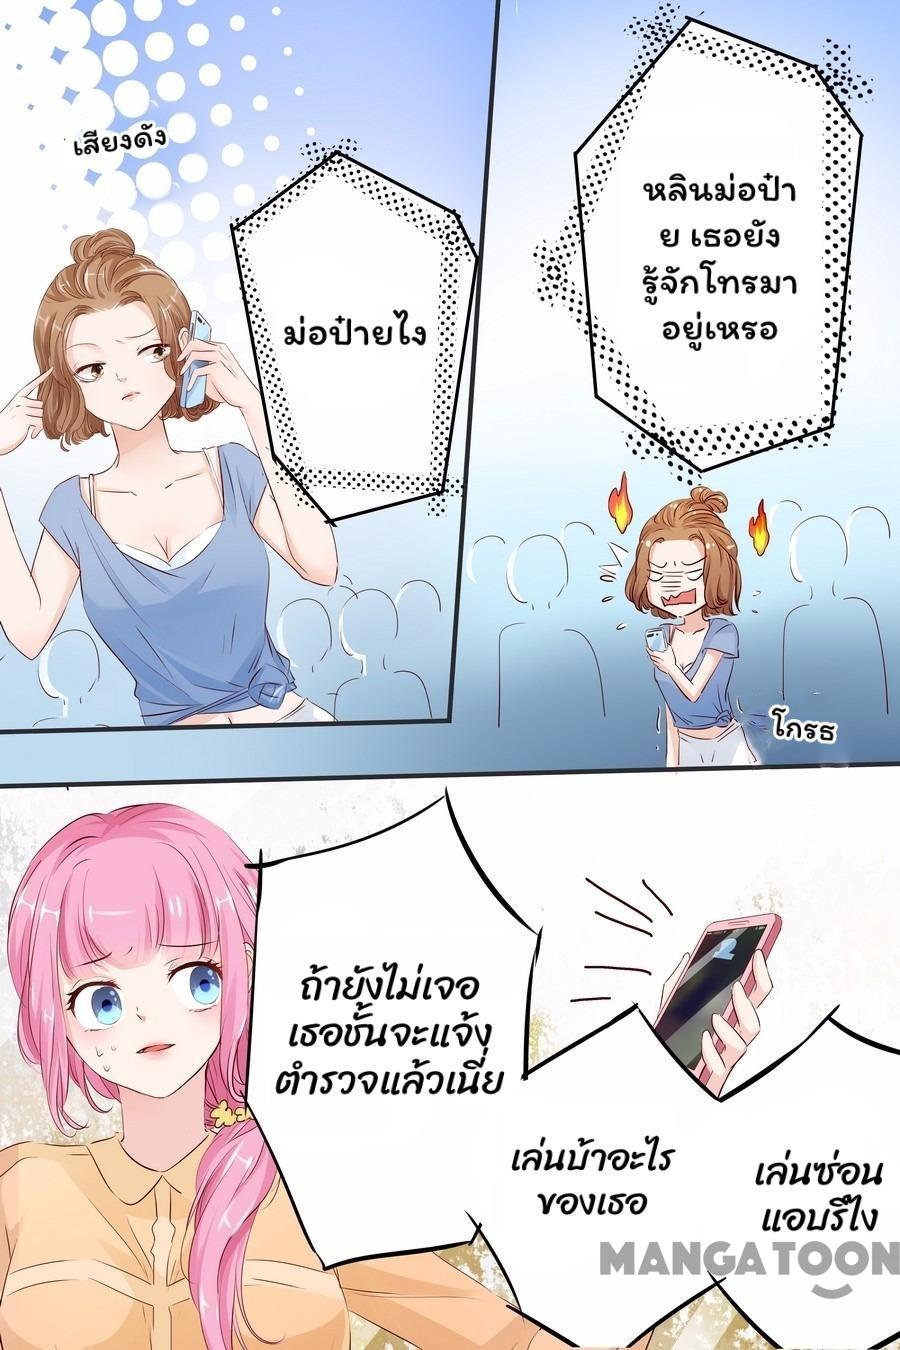 เสียงดัง
ม่อป๋ายไง
หลินม่อป๋า
ย เธอยัง
รู้จักโทรมา
อยู่เหรอ
โกรธ
ถ้ายังไม่เจอ
เธอชั้นจะแจ้ง
ตำรวจแล้วเนี่ย
เล่นบ้าอะไร
ของเธอ
เล่นซ่อน
แอบรึไง
MANGATOON